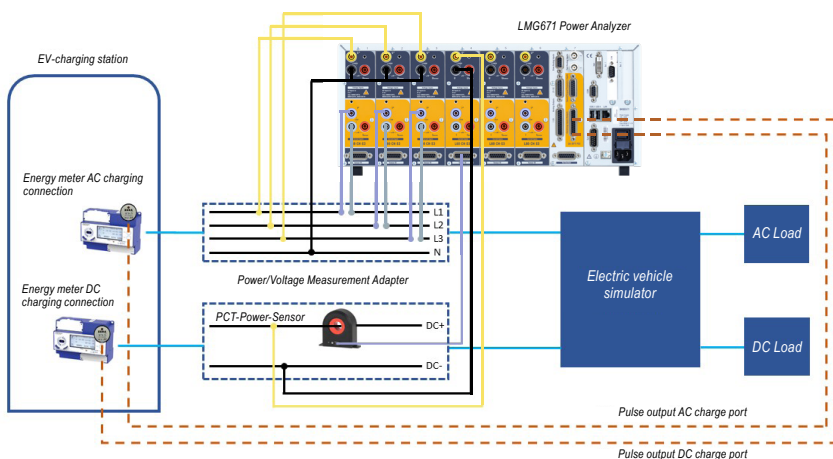 LMG671 Power Analyzer
EV-charging station
Energy meter AC charging
connection
L1
L2
L3
N
Power/Voltage Measurement Adapter
Electric vehicle
simulator
AC Load
Energy meter DC
charging connection
PCT-Power-Sensor
DC+
DC-
DC Load
Pulse output AC charge port
Pulse output DC charge port